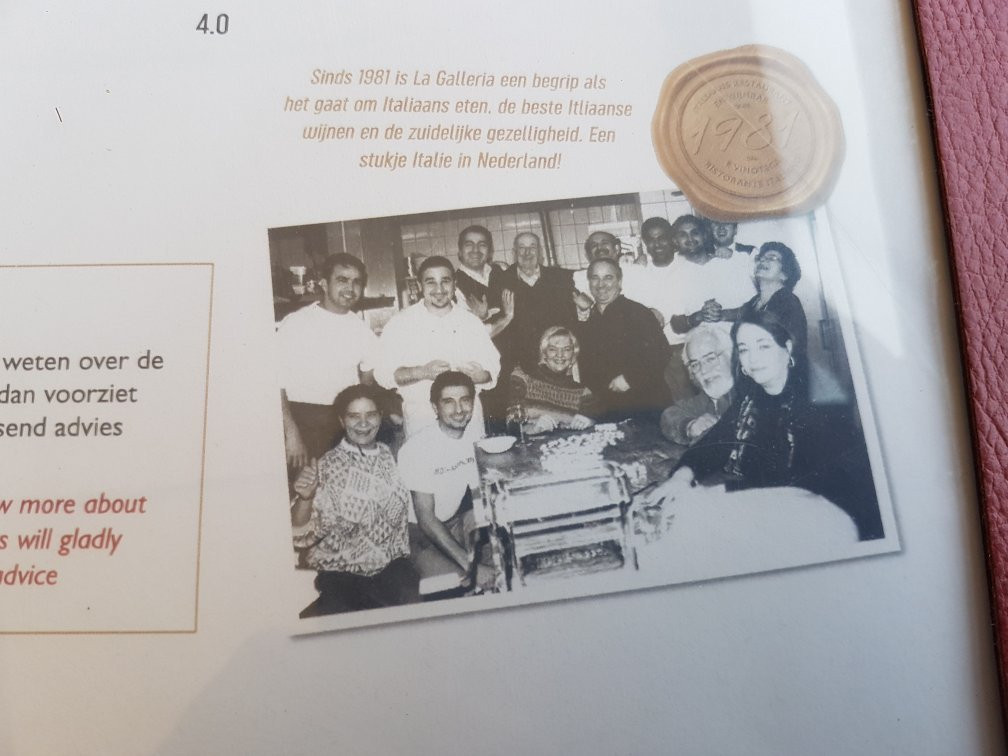 4.0
Sinds 1981 is La Galleria een begrip als
het gaat om Italiaans eten, de beste Itliaanse
wijnen en de zuidelijke gezelligheid. Een
stukje Italie in Nederland!
1981
weten over de
dan voorziet
send advies
w more about
s will gladly
advice